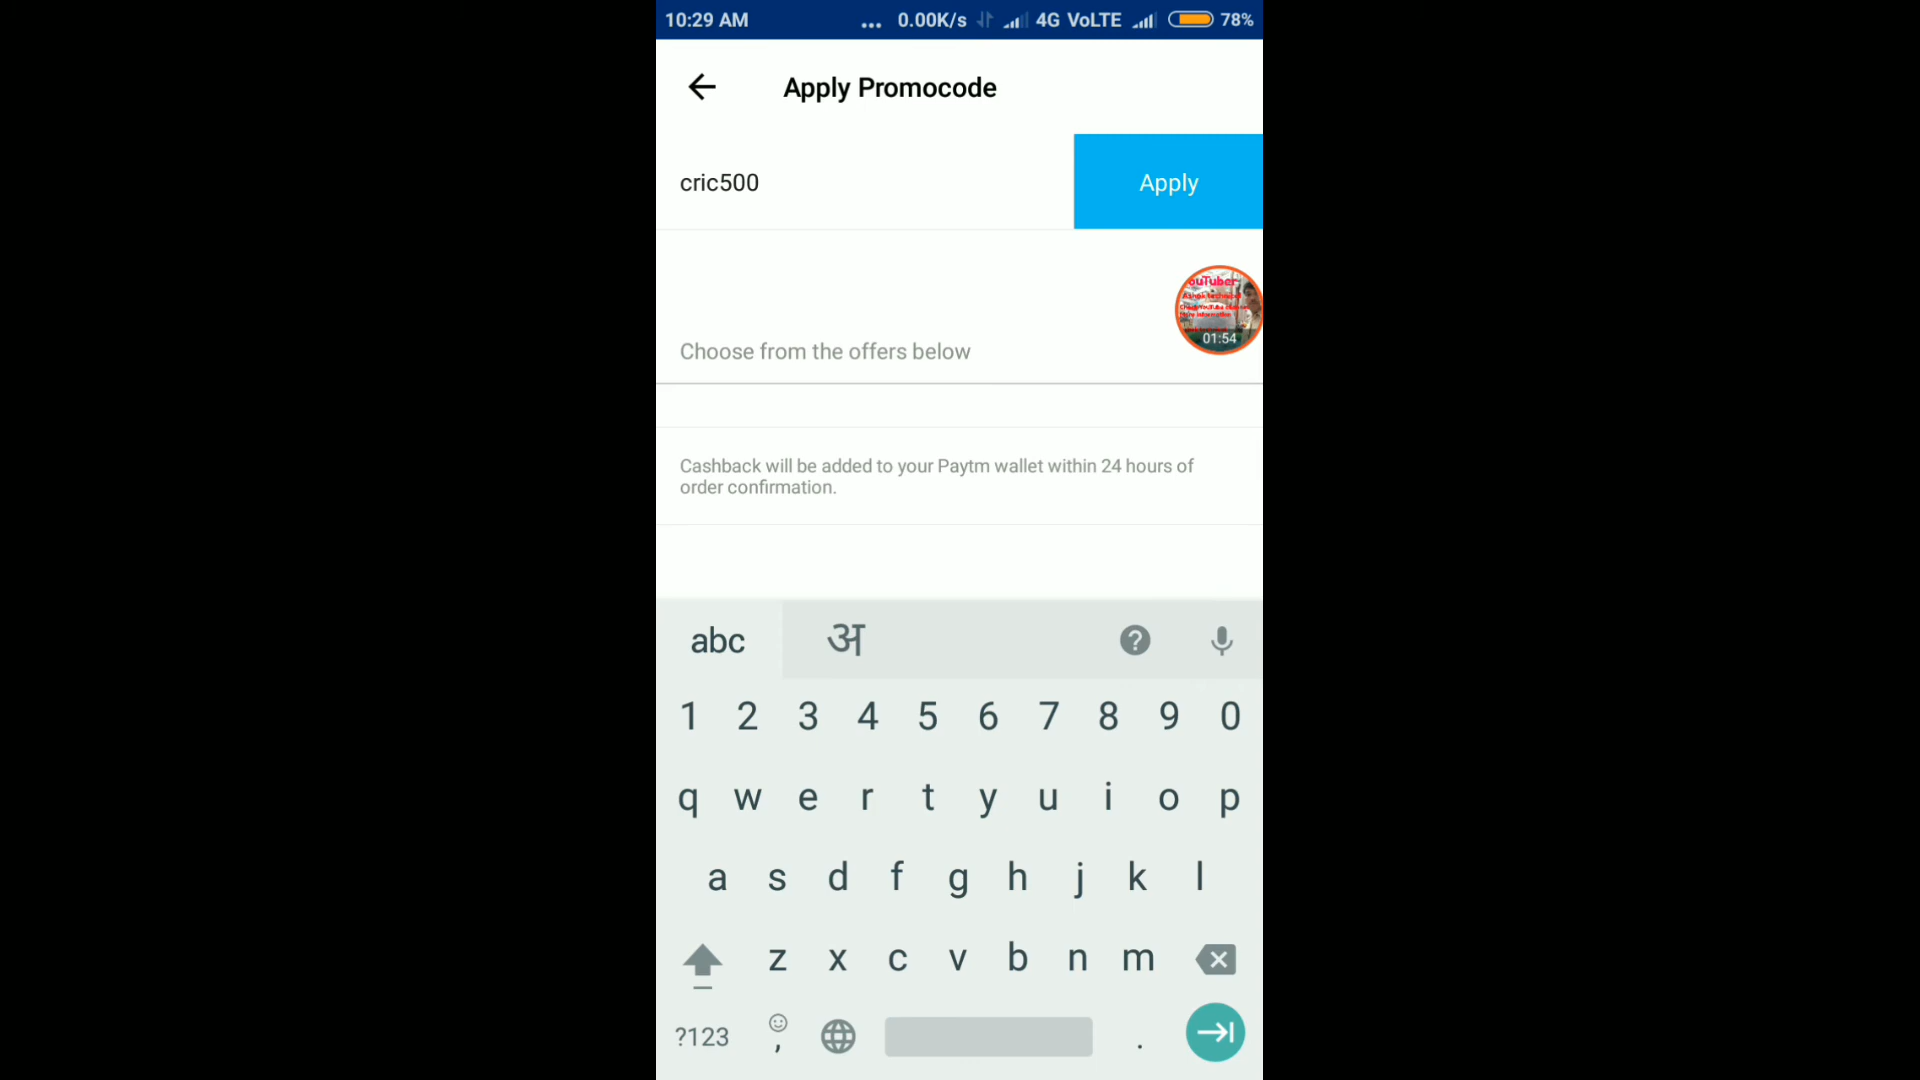 10:29 AM ... 0.00K/s 4G VoLTE 78%
Apply Promocode
cric500
Apply
ouTuber
01:54
Choose from the offers below
Cashback will be added to your Paytm wallet within 24 hours of
order confirmation.
abc अ ?
1 2 3 4 5 6 7 8 9 0
q w e r t y u i o p
a s d f g h j k l
z x c v b n m
?123 , .